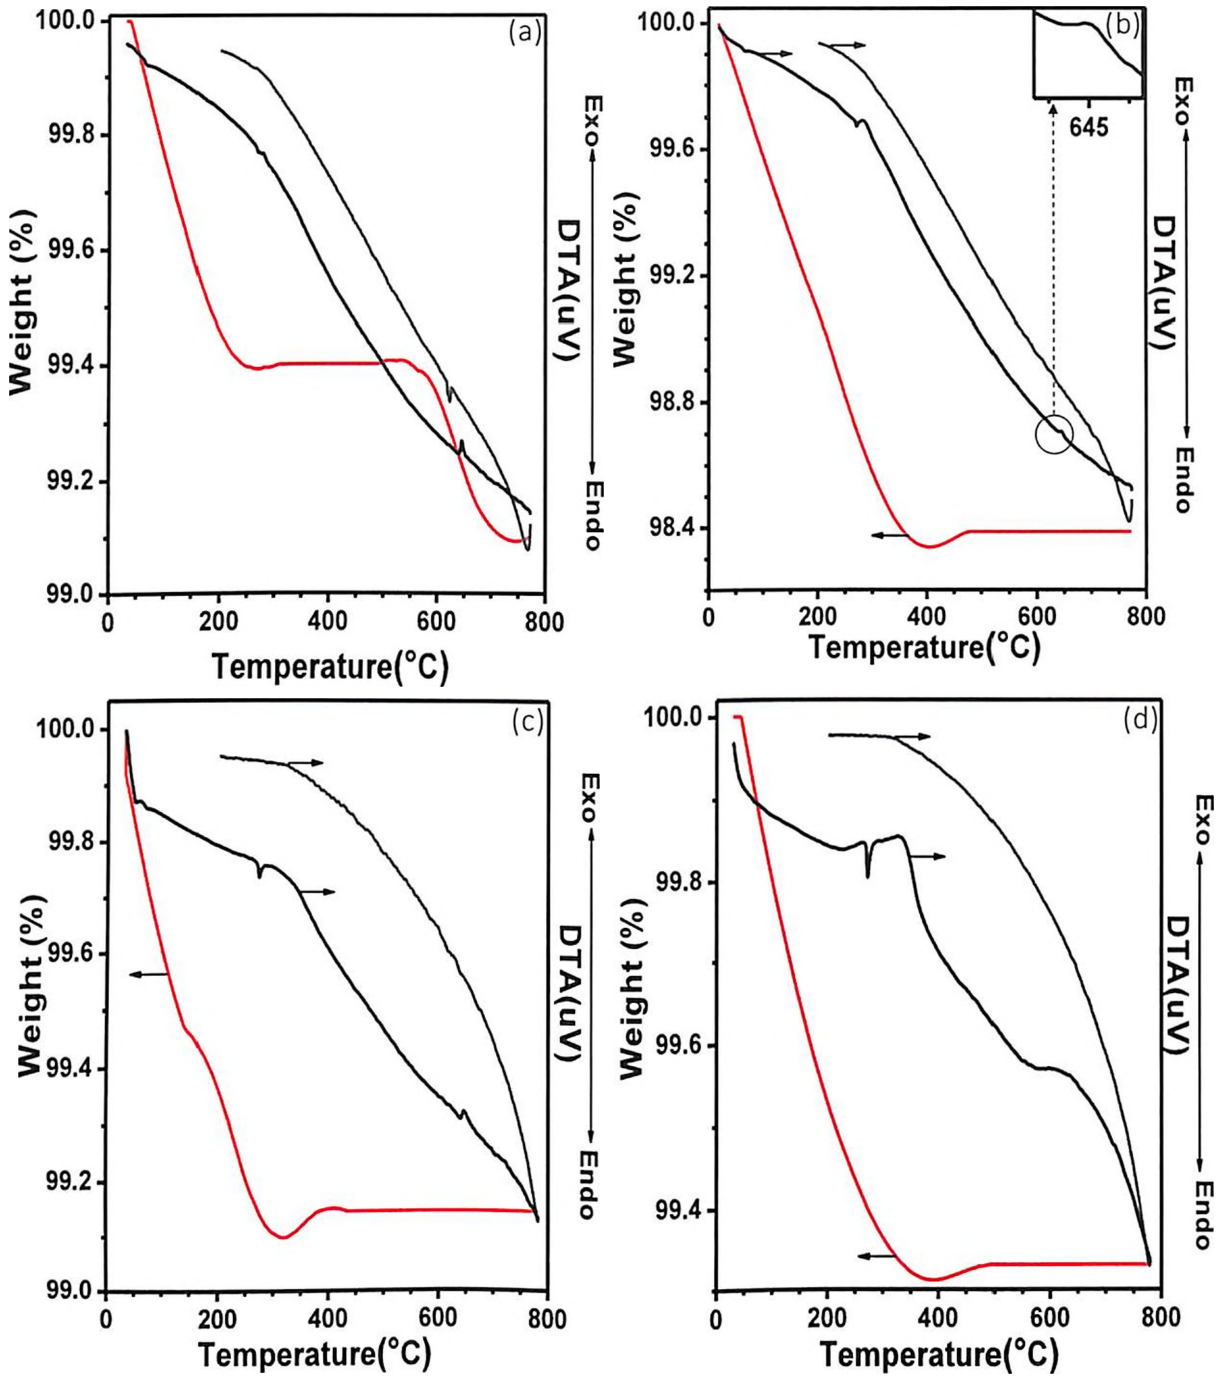 (a)
100.0
99.8
99.6
99.4
99.2
99.0
0 200 400 600 800
Temperature(°C)
Weight (%)
DTA(uV)
Exo
Endo
(b)
645
100.0
99.6
99.2
98.8
98.4
0 200 400 600 800
Temperature(°C)
Weight (%)
DTA(uV)
Exo
Endo
(c)
100.0
99.8
99.6
99.4
99.2
99.0
0 200 400 600 800
Temperature(°C)
Weight (%)
DTA(uV)
Exo
Endo
(d)
100.0
99.8
99.6
99.4
0 200 400 600 800
Temperature(°C)
Weight (%)
DTA(uV)
Exo
Endo